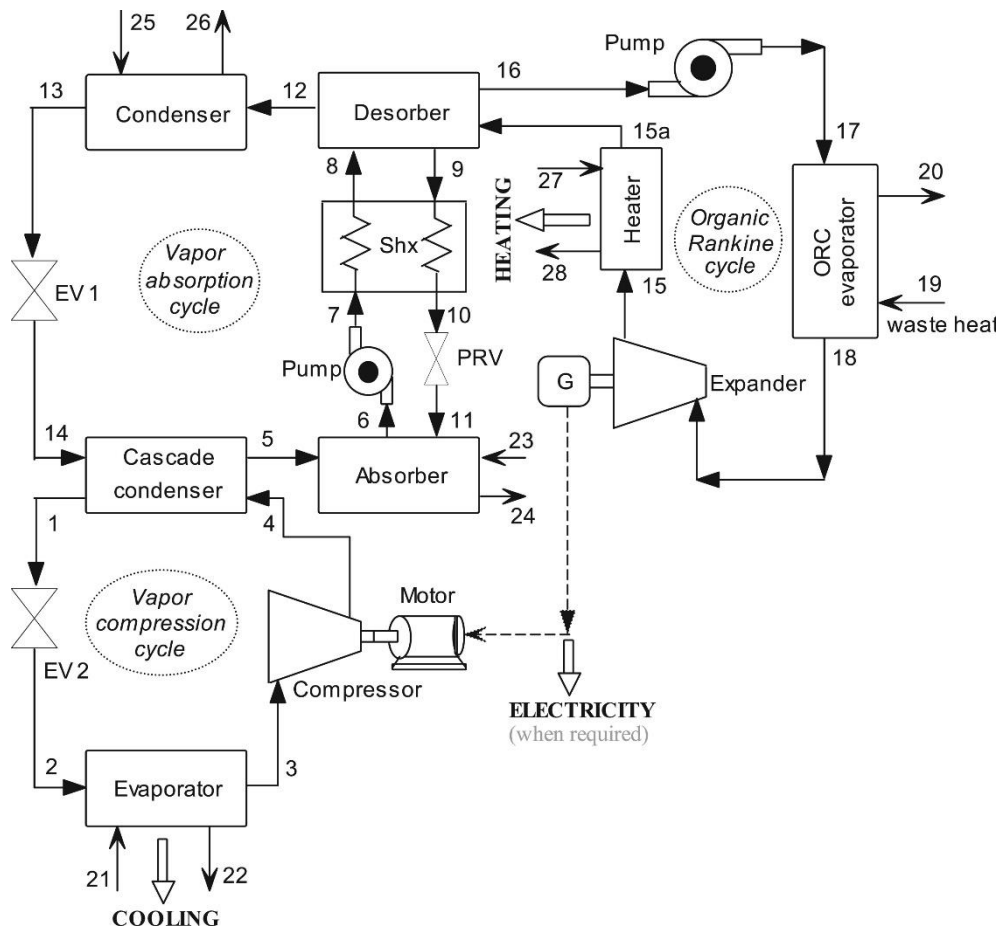 25
26
13
Condenser
12
Desorber
16
Pump
15a
17
8
9
27
HEATING
Heater
28
15
Organic
Rankine
cycle
20
ORC
evaporator
19
waste heat
18
Vapor
absorption
cycle
EV 1
Shx
7
10
Pump
PRV
G
Expander
6
11
14
Cascade
condenser
5
Absorber
23
24
1
4
Vapor
compression
cycle
Motor
EV 2
Compressor
ELECTRICITY
(when required)
2
Evaporator
3
21
22
COOLING